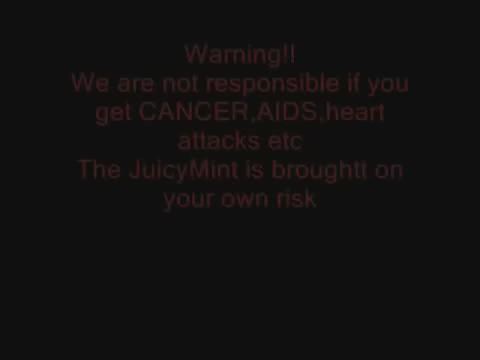 Warning!!
We are not responsible if you
get CANCER,AIDS,heart
attacks etc
The JuicyMint is broughtt on
your own risk